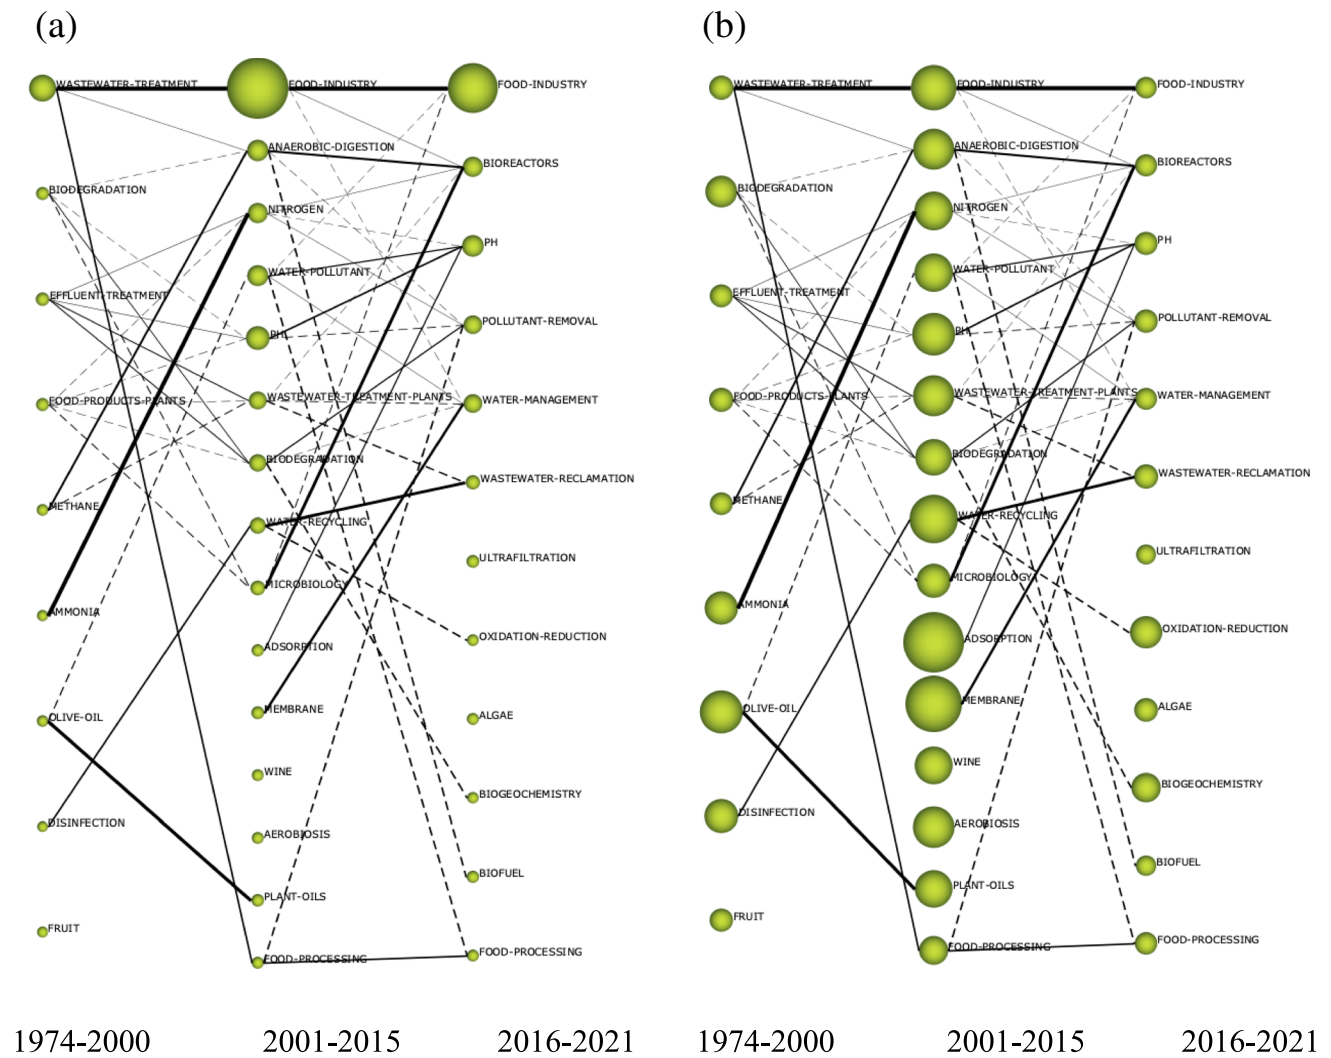 (a)
WASTEWATER-TREATMENT
BIODEGRADATION
EFFLUENT-TREATMENT
FOOD-PRODUCTS-PLANTS
METHANE
AMMONIA
OLIVE-OIL
DISINFECTION
FRUIT
FOOD-INDUSTRY
ANAEROBIC-DIGESTION
NITROGEN
WATER-POLLUTANT
PH
WASTEWATER-TREATMENT-PLANTS
BIODEGRADATION
WATER-RECYCLING
MICROBIOLOGY
ADSORPTION
MEMBRANE
WINE
AEROBIOSIS
PLANT-OILS
FOOD-PROCESSING
FOOD-INDUSTRY
BIOREACTORS
PH
POLLUTANT-REMOVAL
WATER-MANAGEMENT
WASTEWATER-RECLAMATION
ULTRAFILTRATION
OXIDATION-REDUCTION
ALGAE
BIOGEOCHEMISTRY
BIOFUEL
FOOD-PROCESSING
1974-2000
2001-2015
2016-2021
(b)
WASTEWATER-TREATMENT
BIODEGRADATION
EFFLUENT-TREATMENT
FOOD-PRODUCTS-PLANTS
METHANE
AMMONIA
OLIVE-OIL
DISINFECTION
FRUIT
FOOD-INDUSTRY
ANAEROBIC-DIGESTION
NITROGEN
WATER-POLLUTANT
PH
WASTEWATER-TREATMENT-PLANTS
BIODEGRADATION
WATER-RECYCLING
MICROBIOLOGY
ADSORPTION
MEMBRANE
WINE
AEROBIOSIS
PLANT-OILS
FOOD-PROCESSING
FOOD-INDUSTRY
BIOREACTORS
PH
POLLUTANT-REMOVAL
WATER-MANAGEMENT
WASTEWATER-RECLAMATION
ULTRAFILTRATION
OXIDATION-REDUCTION
ALGAE
BIOGEOCHEMISTRY
BIOFUEL
FOOD-PROCESSING
1974-2000
2001-2015
2016-2021